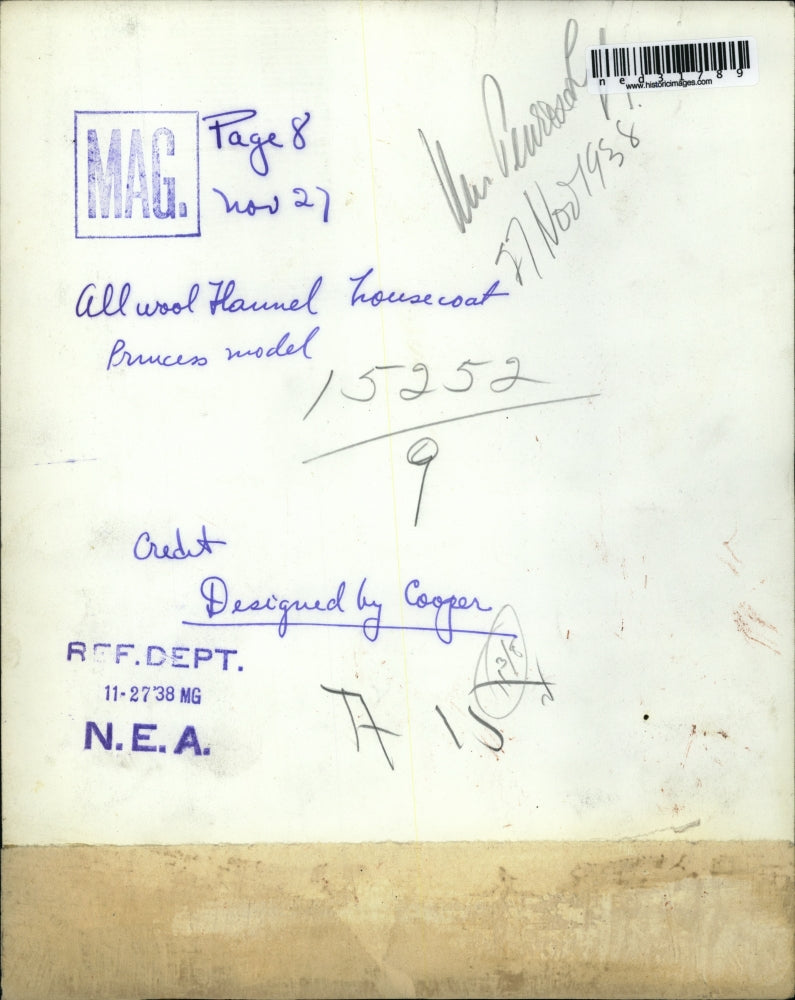 ned31789
www.historicimages.com
MAG.
Page 8
Nov 27
27 Nov 1938
All wool Flannel housecoat
Princess model
15252
9
Credit
Designed by Cooper
REF. DEPT.
11-27'38 MG
N.E.A.